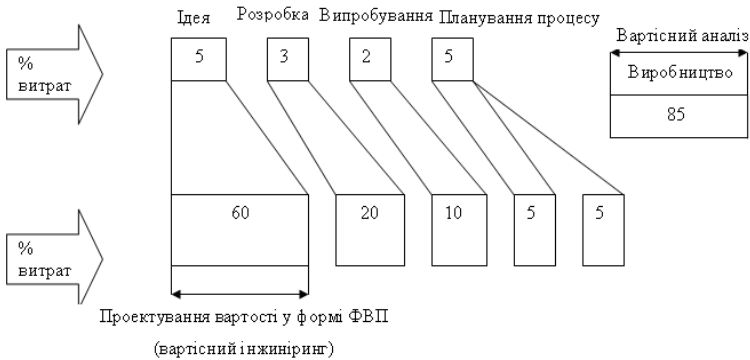 Ідея
Розробка
Випробування
Планування процесу
Вартісний аналіз
%
витрат
5
3
2
5
Виробництво
85
%
витрат
60
20
10
5
5
Проектування вартості у формі ФВП
(вартісний інжиніринг)